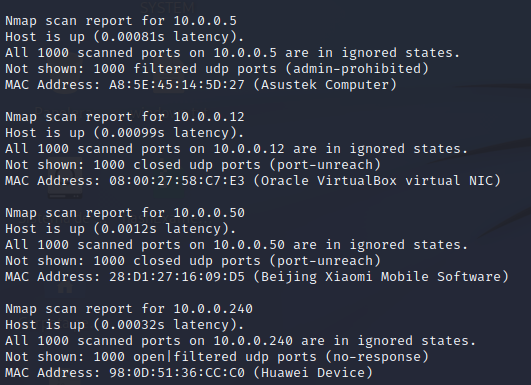 SYSTEM
Nmap scan report for 10.0.0.5
Host is up (0.00081s latency).
All 1000 scanned ports on 10.0.0.5 are in ignored states.
Not shown: 1000 filtered udp ports (admin-prohibited)
MAC Address: A8:5E:45:14:5D:27 (Asustek Computer)
Nmap scan report for 10.0.0.12
Host is up (0.00099s latency).
All 1000 scanned ports on 10.0.0.12 are in ignored states.
Not shown: 1000 closed udp ports (port-unreach)
MAC Address: 08:00:27:58:C7:E3 (Oracle VirtualBox virtual NIC)
Nmap scan report for 10.0.0.50
Host is up (0.0012s latency).
All 1000 scanned ports on 10.0.0.50 are in ignored states.
Not shown: 1000 closed udp ports (port-unreach)
MAC Address: 28:D1:27:16:09:D5 (Beijing Xiaomi Mobile Software)
Nmap scan report for 10.0.0.240
Host is up (0.00032s latency).
All 1000 scanned ports on 10.0.0.240 are in ignored states.
Not shown: 1000 open|filtered udp ports (no-response)
MAC Address: 98:0D:51:36:CC:C0 (Huawei Device)